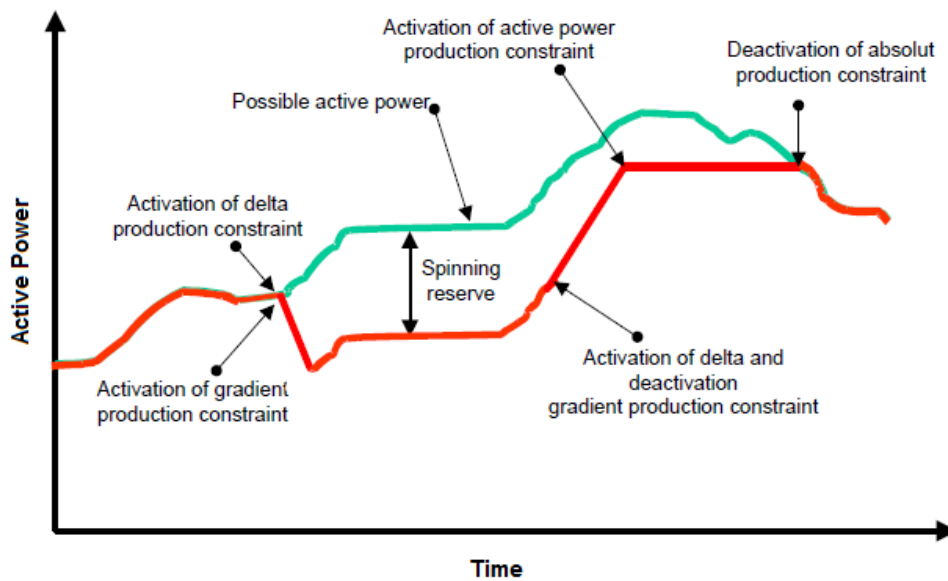 Activation of active power
production constraint
Deactivation of absolut
production constraint
Possible active power
Activation of delta
production constraint
Spinning
reserve
Active Power
Activation of gradient
production constraint
Activation of delta and
deactivation
gradient production constraint
Time